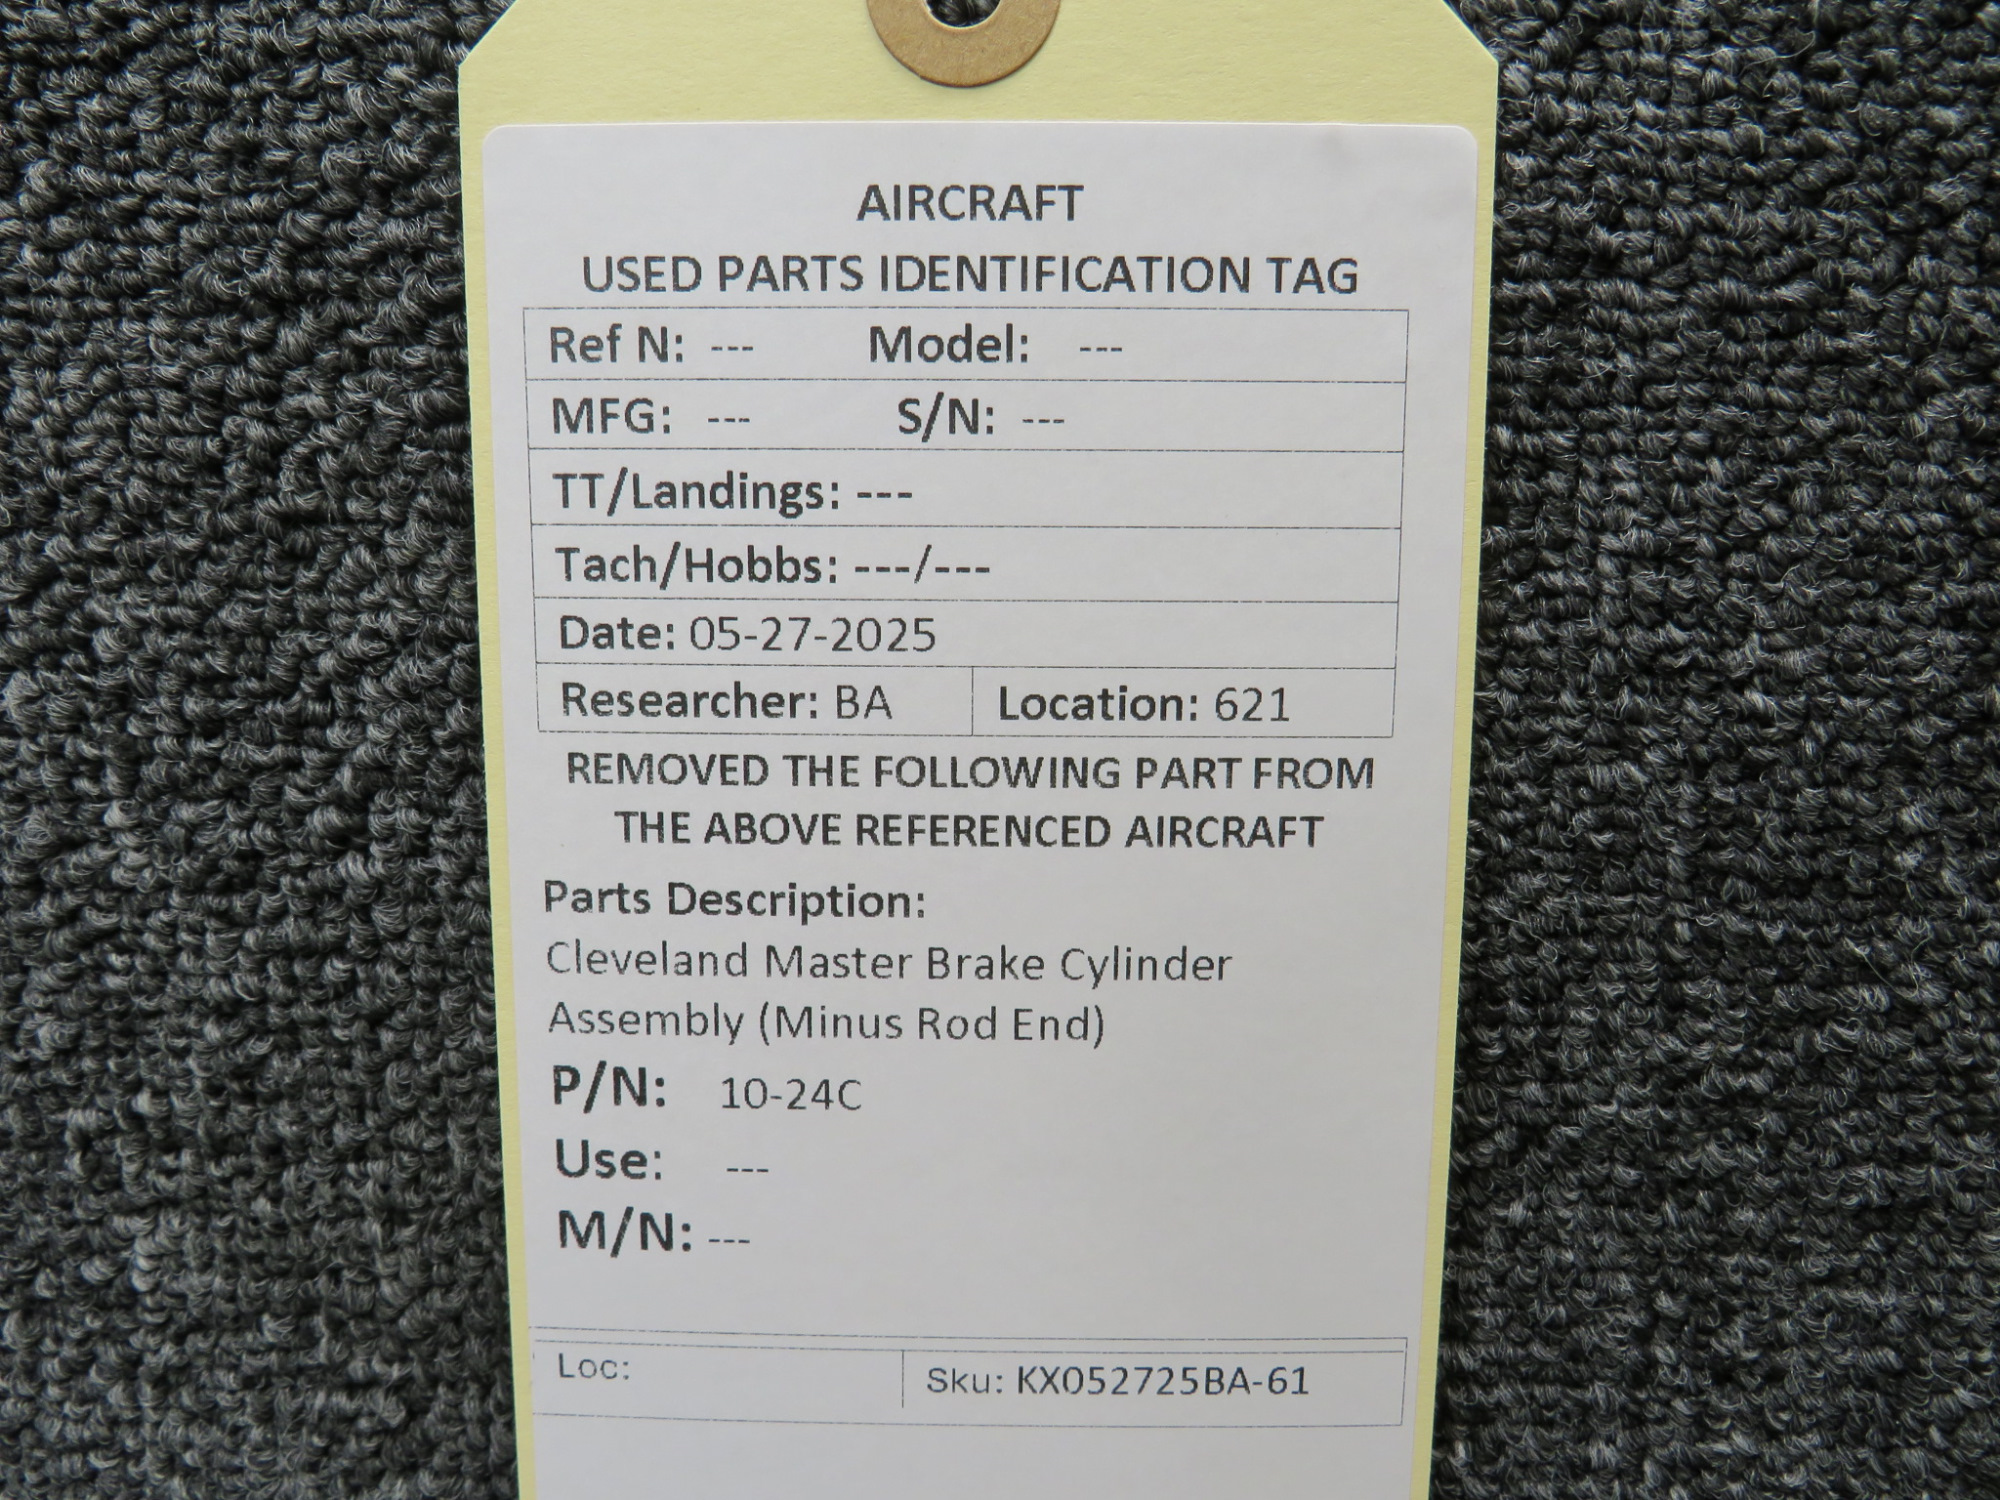 AIRCRAFT
USED PARTS IDENTIFICATION TAG
Ref N: --- Model: ---
MFG: --- S/N: ---
TT/Landings: ---
Tach/Hobbs: ---/---
Date: 05-27-2025
Researcher: BA Location: 621
REMOVED THE FOLLOWING PART FROM
THE ABOVE REFERENCED AIRCRAFT
Parts Description:
Cleveland Master Brake Cylinder
Assembly (Minus Rod End)
P/N: 10-24C
Use: ---
M/N: ---
Loc: Sku: KX052725BA-61